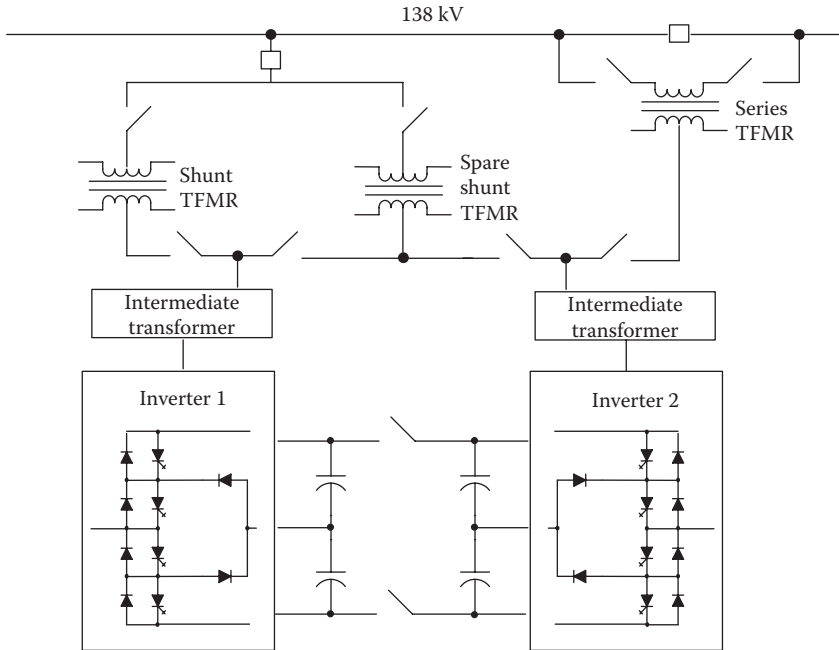 138 kV
Series
TFMR
Shunt
TFMR
Spare
shunt
TFMR
Intermediate
transformer
Intermediate
transformer
Inverter 1
Inverter 2